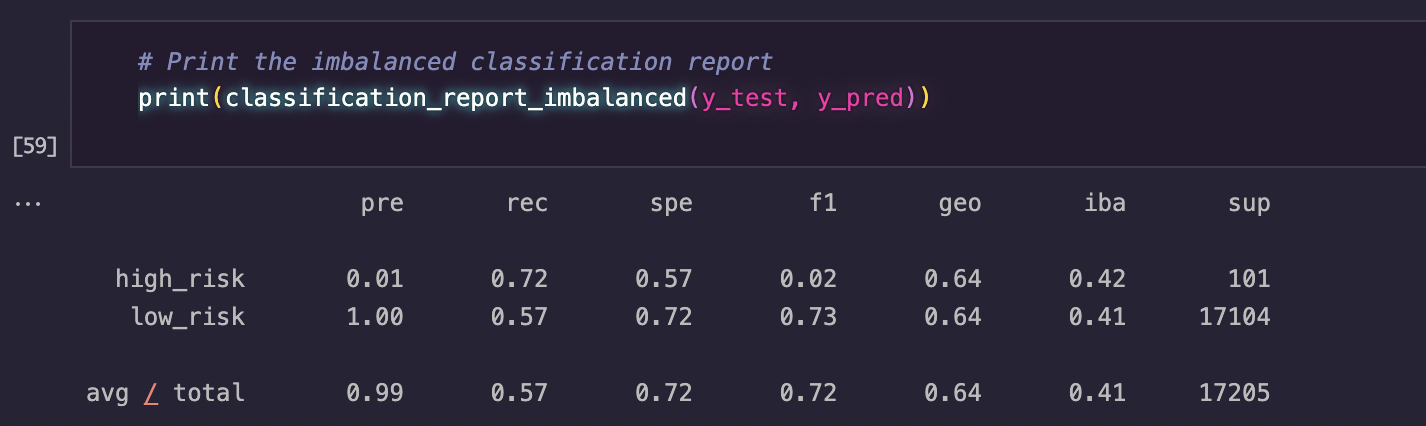 # Print the imbalanced classification report
print(classification_report_imbalanced(y_test, y_pred))
[59]
... pre rec spe f1 geo iba sup
high_risk 0.01 0.72 0.57 0.02 0.64 0.42 101
low_risk 1.00 0.57 0.72 0.73 0.64 0.41 17104
avg / total 0.99 0.57 0.72 0.72 0.64 0.41 17205